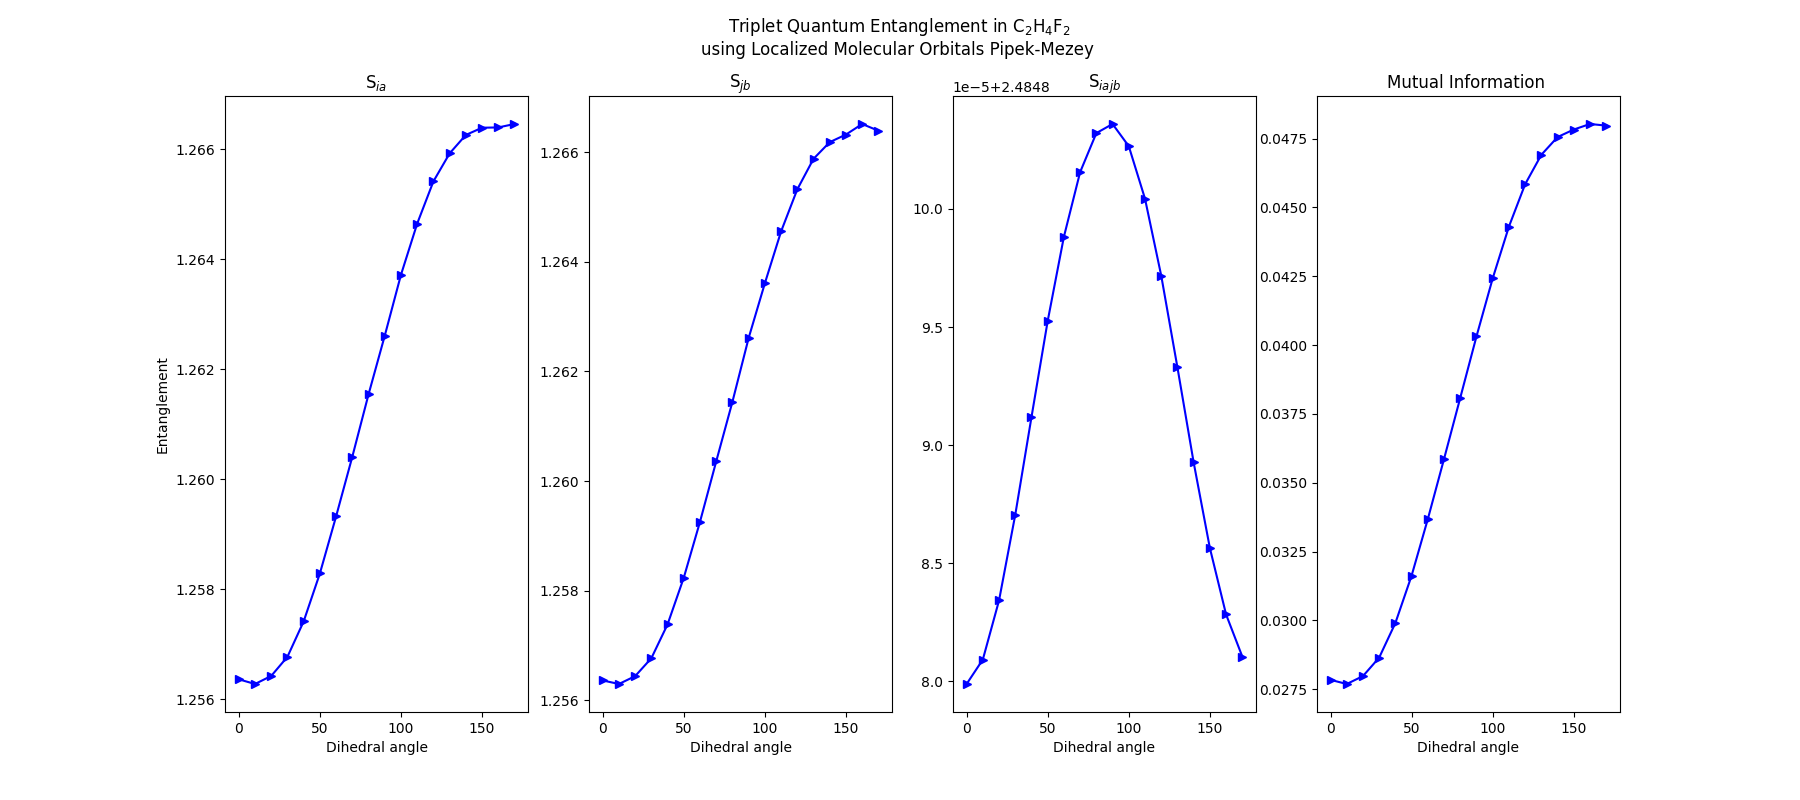 Triplet Quantum Entanglement in C₂H₄F₂
using Localized Molecular Orbitals Pipek-Mezey
S_ia
Entanglement
1.266
1.264
1.262
1.260
1.258
1.256
0 50 100 150
Dihedral angle
S_jb
1.266
1.264
1.262
1.260
1.258
1.256
0 50 100 150
Dihedral angle
S_iajb
1e−5+2.4848
10.0
9.5
9.0
8.5
8.0
0 50 100 150
Dihedral angle
Mutual Information
0.0475
0.0450
0.0425
0.0400
0.0375
0.0350
0.0325
0.0300
0.0275
0 50 100 150
Dihedral angle